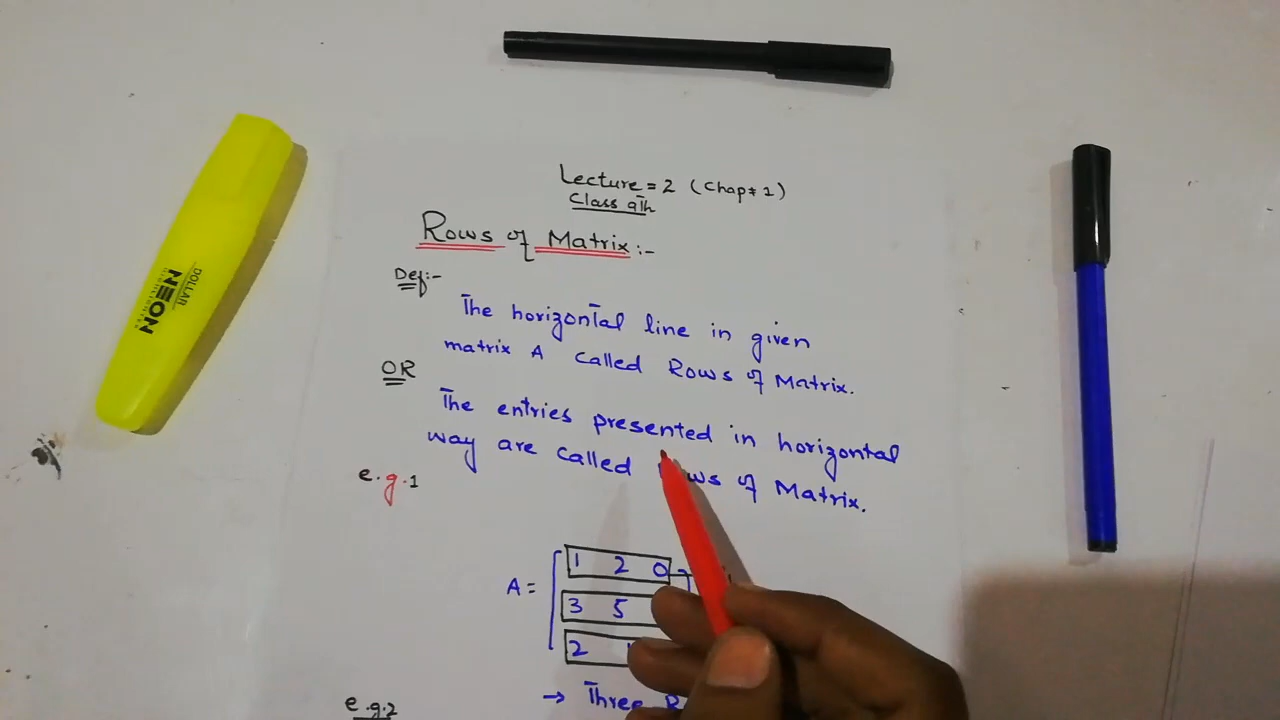 Lecture = 2 (Chap# 1)
Class 9th
Rows of Matrix:-
Def:-
The horizontal line in given
matrix A called Rows of Matrix.
OR
The entries presented in horizontal
way are called Rows of Matrix.
e.g.1
1 2 0
A = 3 5
2
→ Three R
e.g.2
DOLLAR
NEON